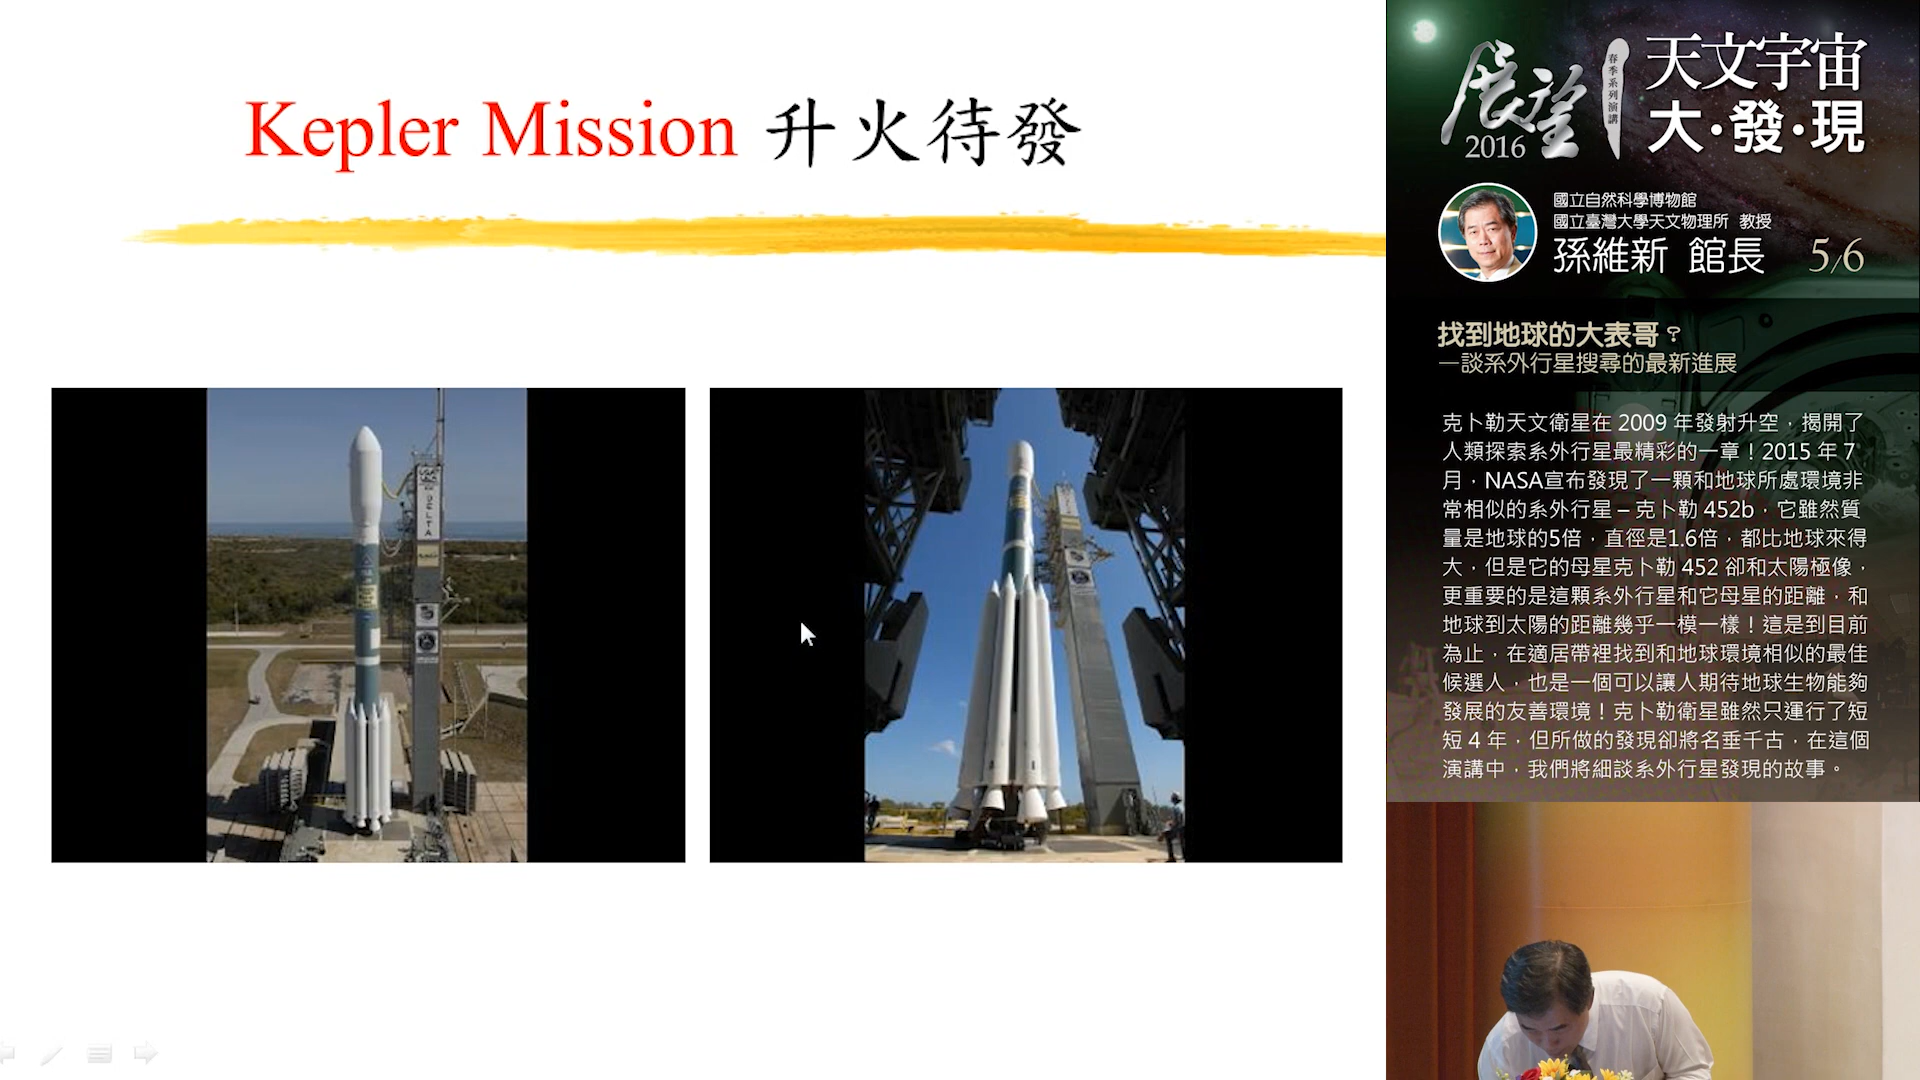 Kepler Mission 升火待發
展望
2016
春季系列演講
天文宇宙
大·發·現
國立自然科學博物館
國立臺灣大學天文物理所 教授
孫維新 館長 5/6
找到地球的大表哥？
—談系外行星搜尋的最新進展
克卜勒天文衛星在 2009 年發射升空，揭開了
人類探索系外行星最精彩的一章！2015 年 7
月，NASA宣布發現了一顆和地球所處環境非
常相似的系外行星 – 克卜勒 452b，它雖然質
量是地球的5倍，直徑是1.6倍，都比地球來得
大，但是它的母星克卜勒 452 卻和太陽極像，
更重要的是這顆系外行星和它母星的距離，和
地球到太陽的距離幾乎一模一樣！這是到目前
為止，在適居帶裡找到和地球環境相似的最佳
候選人，也是一個可以讓人期待地球生物能夠
發展的友善環境！克卜勒衛星雖然只運行了短
短 4 年，但所做的發現卻將名垂千古，在這個
演講中，我們將細談系外行星發現的故事。
DELTA